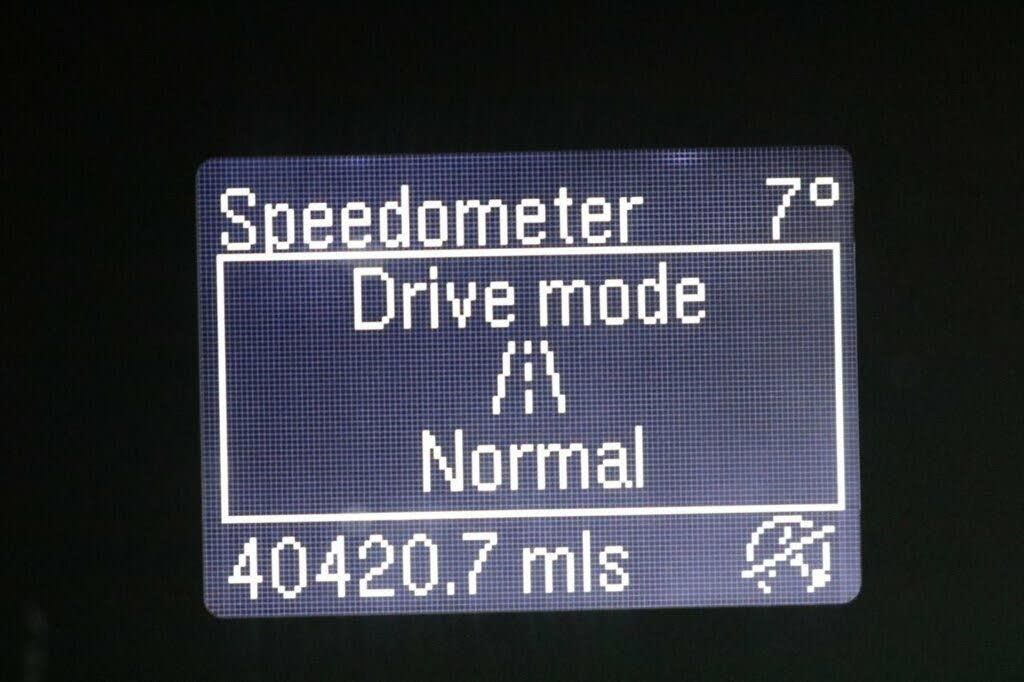 Speedometer 7°
Drive mode
Normal
40420.7 mls